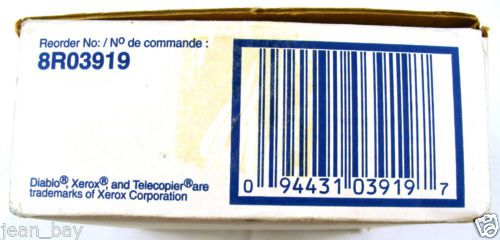 Reorder No: / Nº de commande :
8R03919
Diablo®, Xerox®, and Telecopier® are
trademarks of Xerox Corporation
0 94431 03919 7
jean_bay
jean_bay